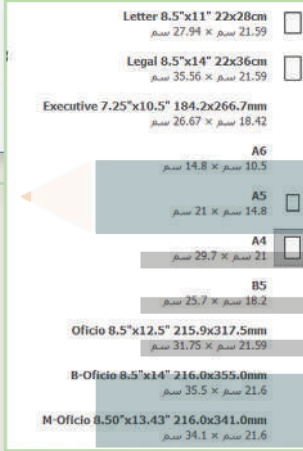 Letter 8.5"x11" 22x28cm
21.59 سم × 27.94 سم
Legal 8.5"x14" 22x36cm
21.59 سم × 35.56 سم
Executive 7.25"x10.5" 184.2x266.7mm
18.42 سم × 26.67 سم
A6
10.5 سم × 14.8 سم
A5
14.8 سم × 21 سم
A4
21 سم × 29.7 سم
B5
18.2 سم × 25.7 سم
Oficio 8.5"x12.5" 215.9x317.5mm
21.59 سم × 31.75 سم
B-Oficio 8.5"x14" 216.0x355.0mm
21.6 سم × 35.5 سم
M-Oficio 8.50"x13.43" 216.0x341.0mm
21.6 سم × 34.1 سم